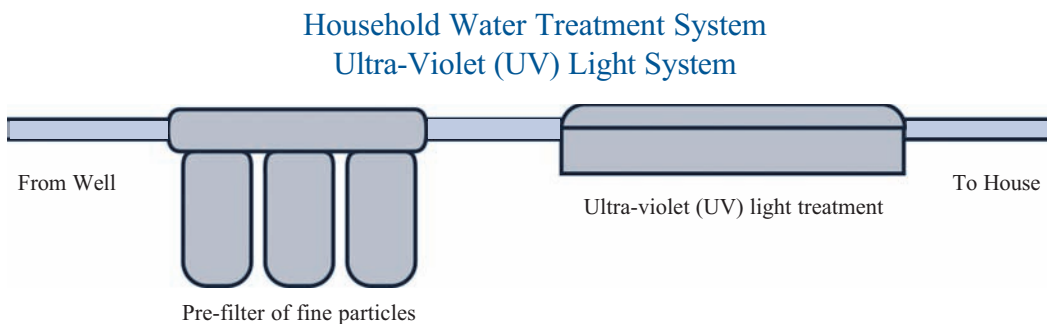 Household Water Treatment System
Ultra-Violet (UV) Light System
From Well
To House
Ultra-violet (UV) light treatment
Pre-filter of fine particles